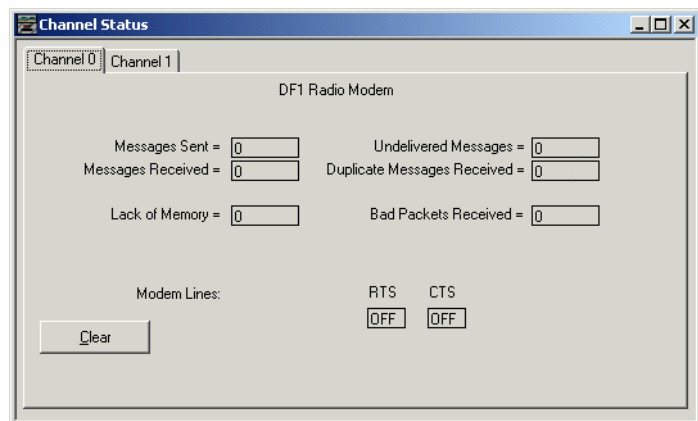 Channel Status
Channel 0 Channel 1
DF1 Radio Modem
Messages Sent = 0 Undelivered Messages = 0
Messages Received = 0 Duplicate Messages Received = 0
Lack of Memory = 0 Bad Packets Received = 0
Modem Lines: RTS CTS
OFF OFF
Clear